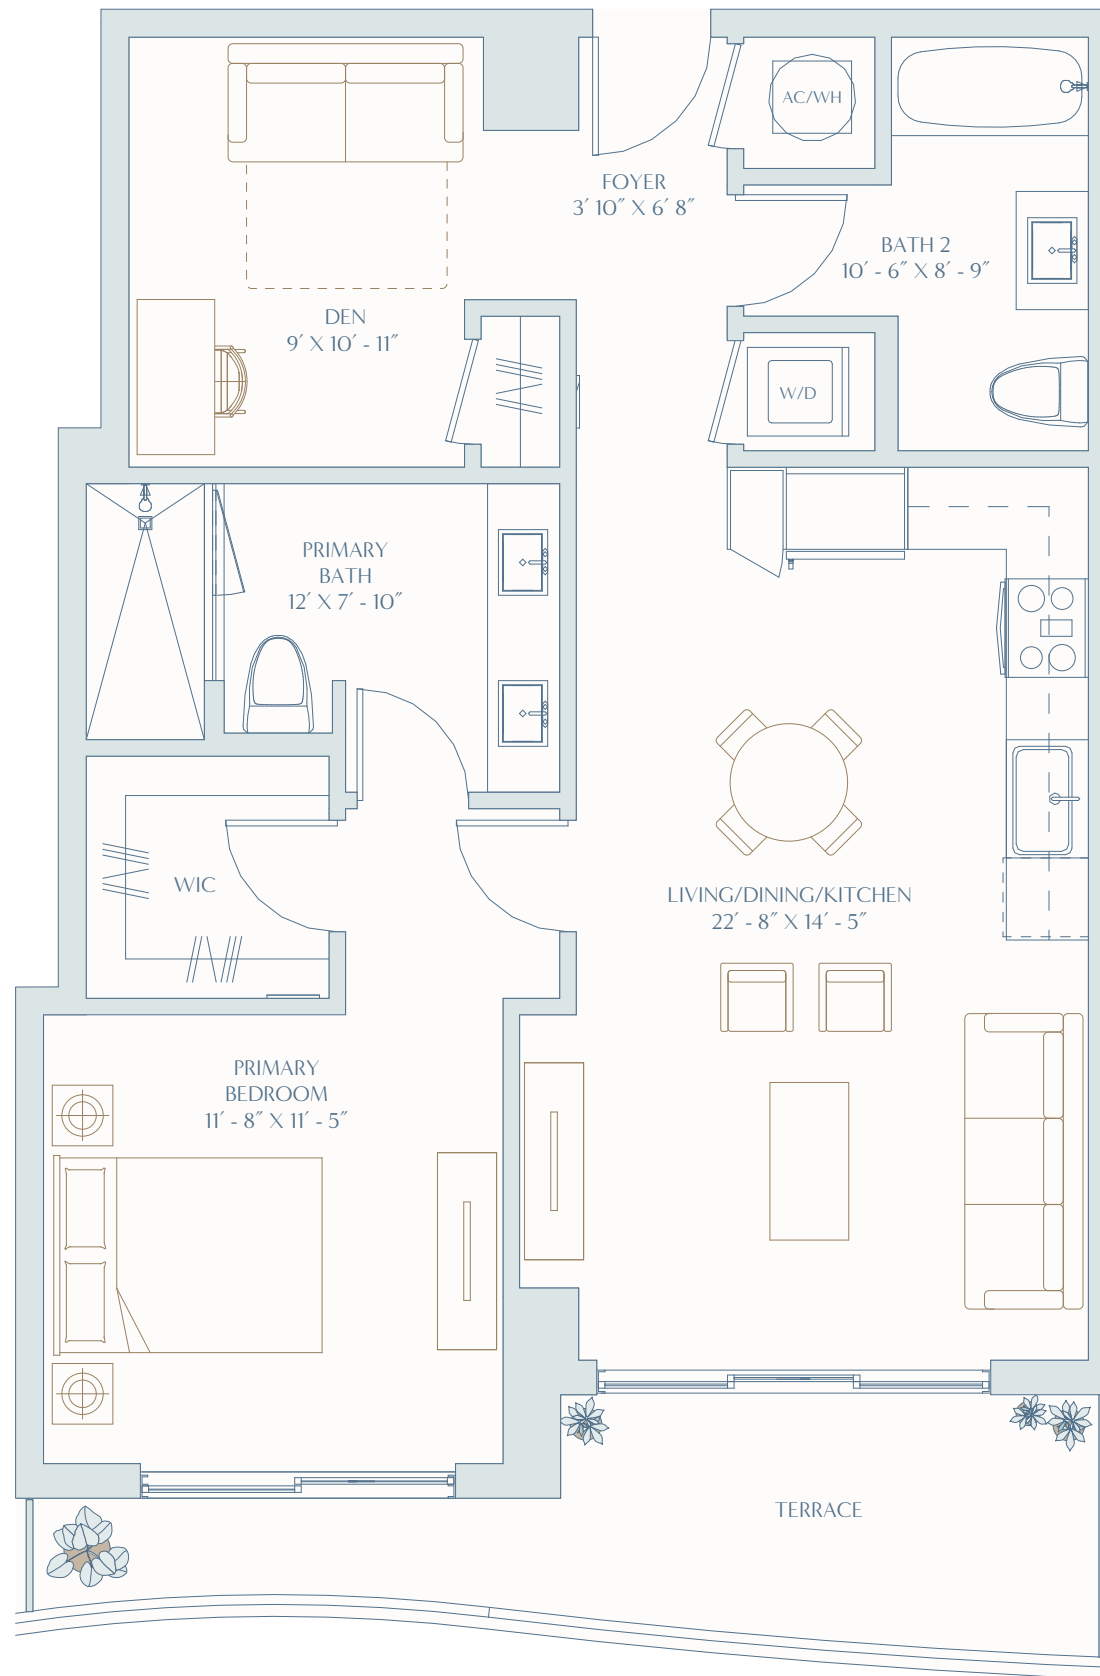 AC/WH
FOYER
3´ 10˝ X 6´ 8˝
BATH 2
10´ - 6˝ X 8´ - 9˝
DEN
9´ X 10´ - 11˝
W/D
PRIMARY
BATH
12´ X 7´ - 10˝
WIC
LIVING/DINING/KITCHEN
22´ - 8˝ X 14´ - 5˝
PRIMARY
BEDROOM
11´ - 8˝ X 11´ - 5˝
TERRACE